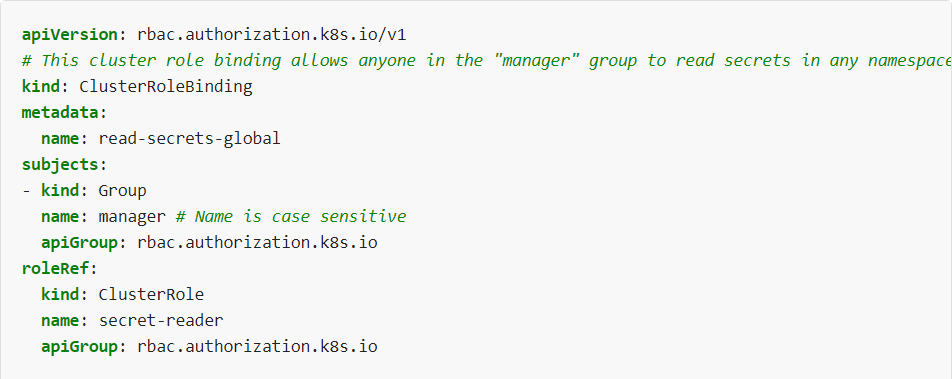 apiVersion: rbac.authorization.k8s.io/v1
# This cluster role binding allows anyone in the "manager" group to read secrets in any namespace
kind: ClusterRoleBinding
metadata:
  name: read-secrets-global
subjects:
- kind: Group
  name: manager # Name is case sensitive
  apiGroup: rbac.authorization.k8s.io
roleRef:
  kind: ClusterRole
  name: secret-reader
  apiGroup: rbac.authorization.k8s.io